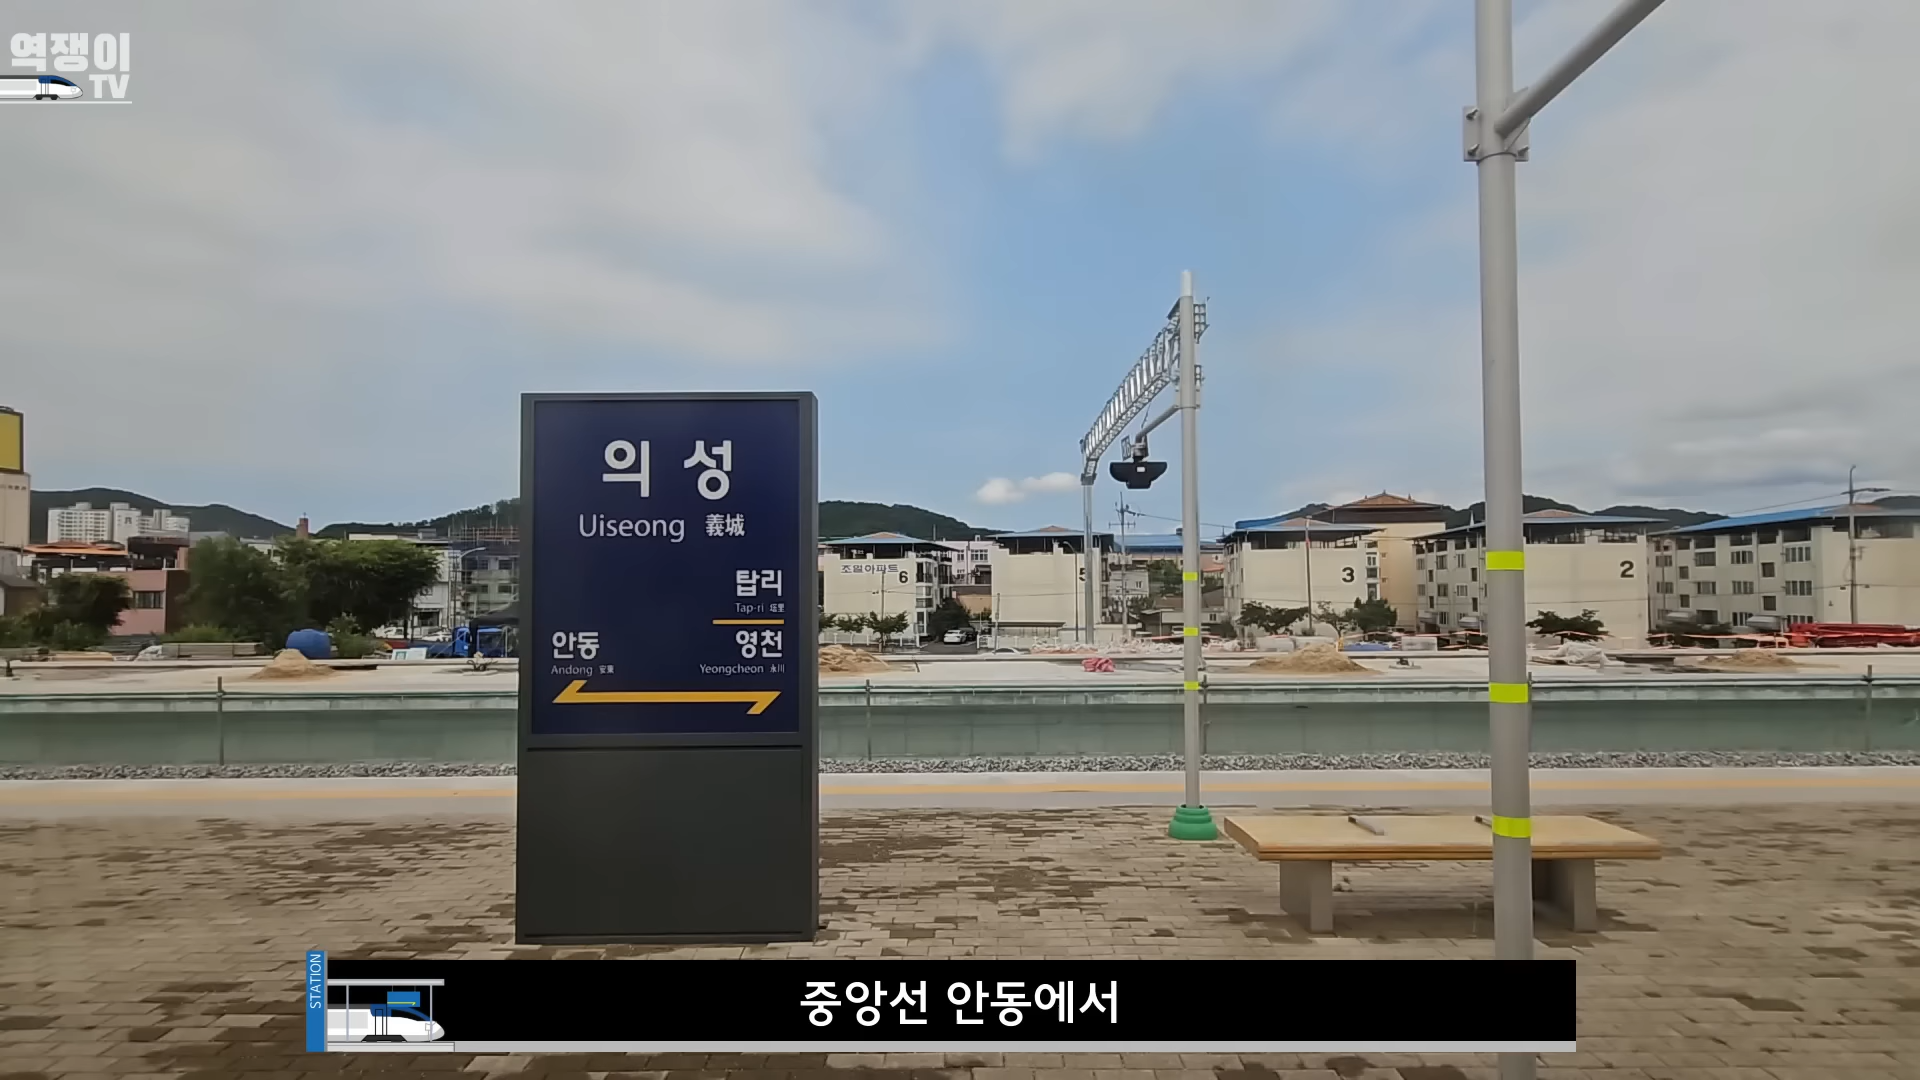 역쟁이
TV
의성
Uiseong 義城
탑리
Tap-ri 塔里
안동
Andong 安東
영천
Yeongcheon 永川
조일아파트 6
5
3
2
STATION
중앙선 안동에서